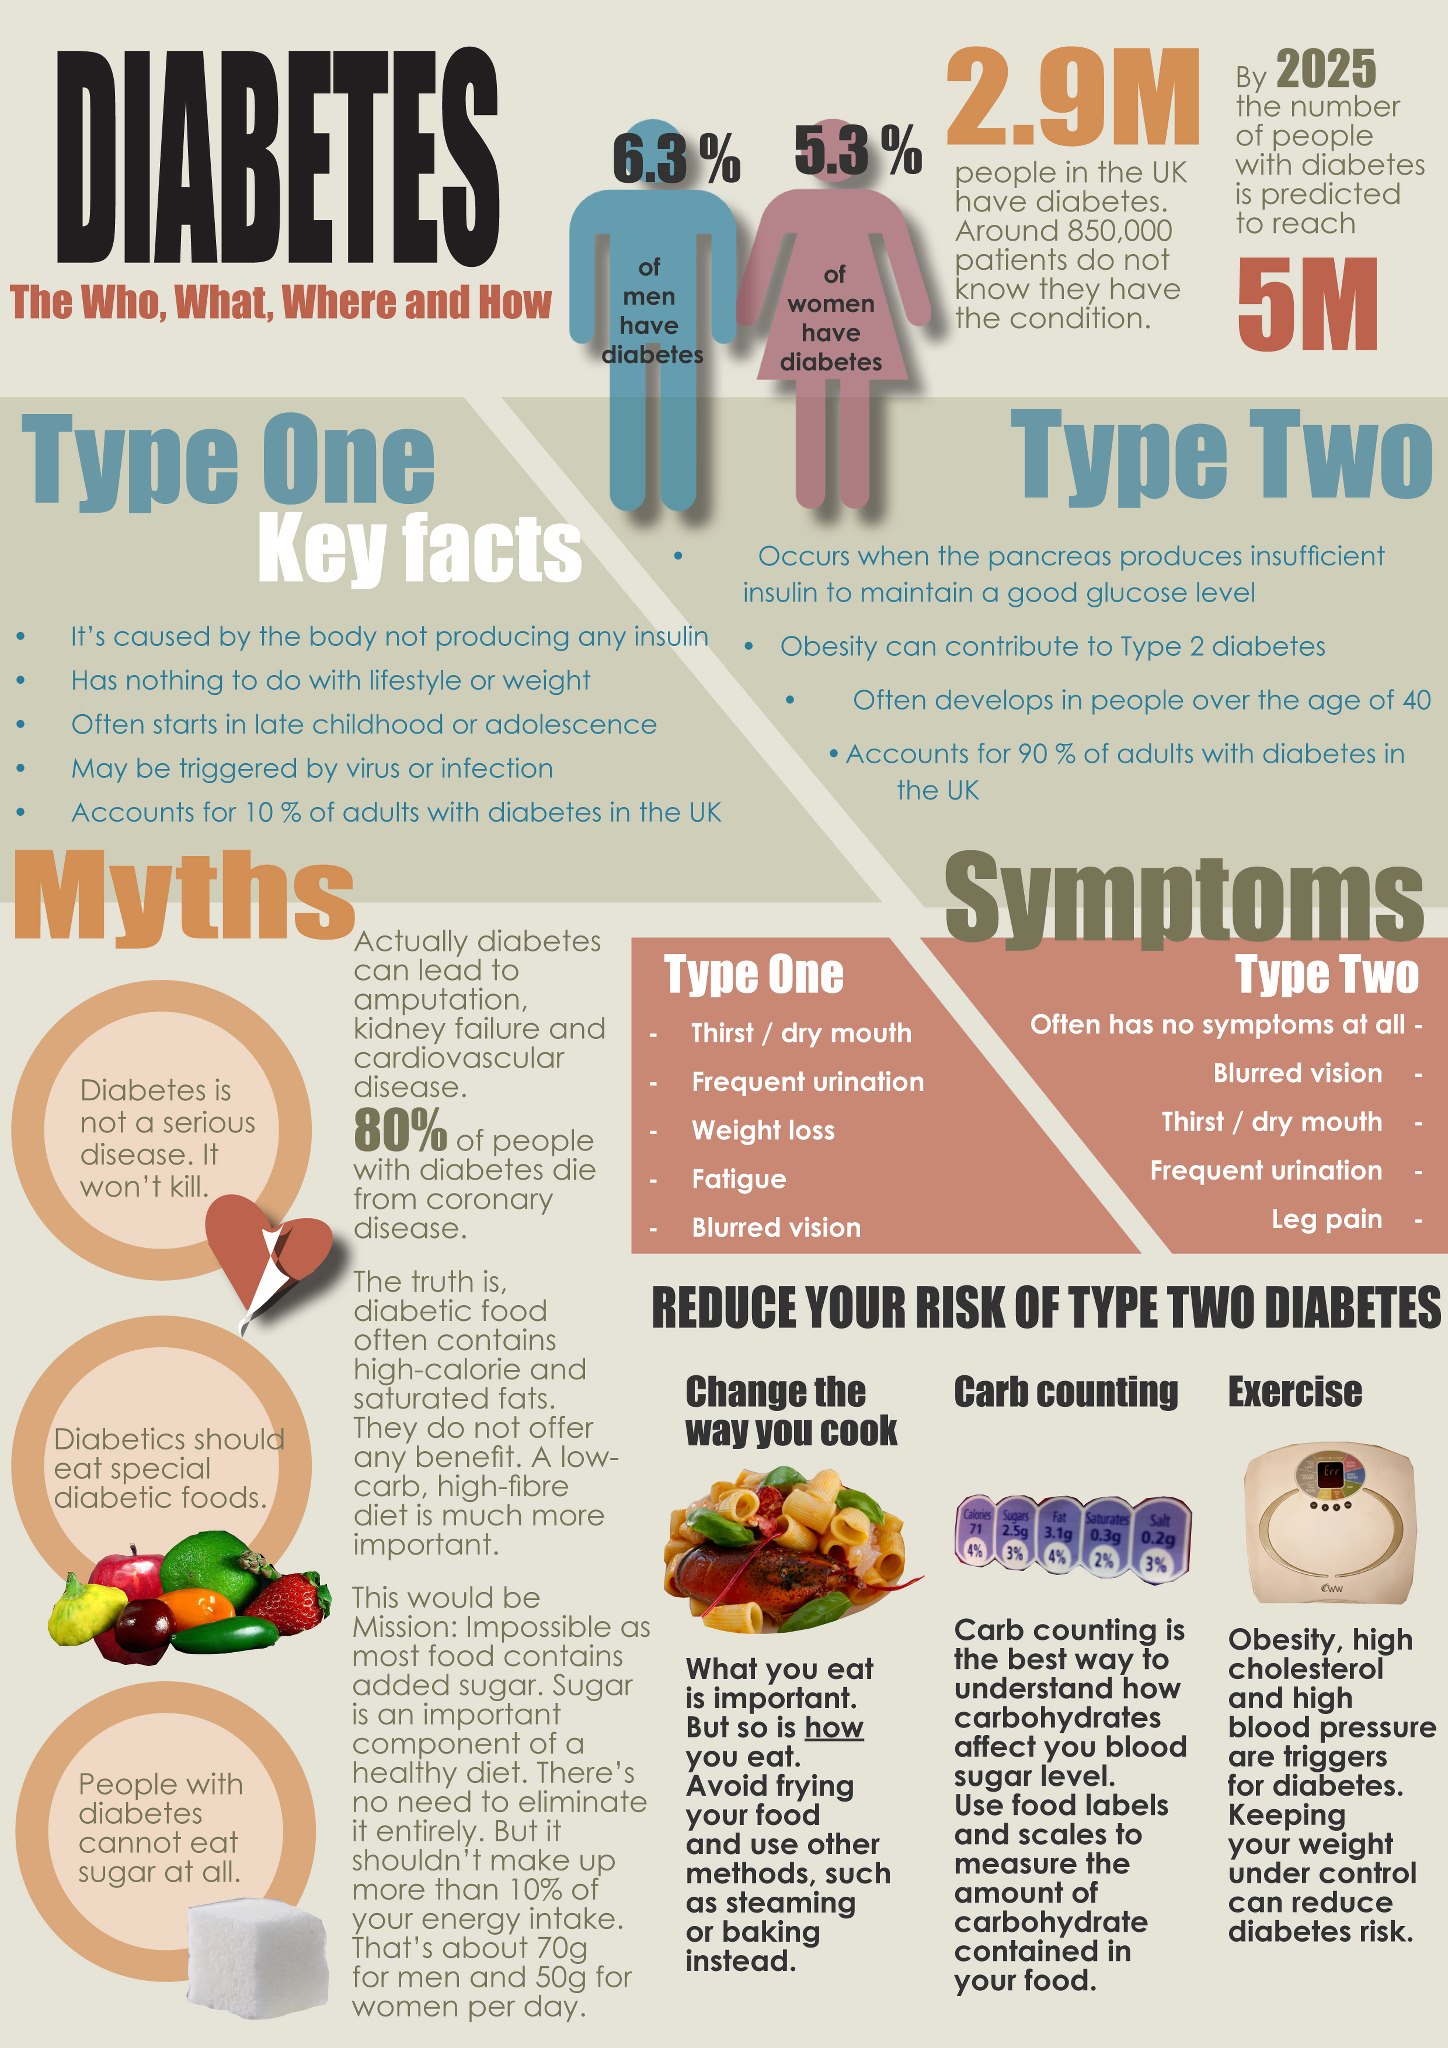 DIABETES
The Who, What, Where and How
6.3 %
of
men
have
diabetes
5.3 %
of
women
have
diabetes
2.9M
people in the UK
have diabetes.
Around 850,000
patients do not
know they have
the condition.
By 2025
the number
of people
with diabetes
is predicted
to reach
5M
Type One
Key facts
• It's caused by the body not producing any insulin
• Has nothing to do with lifestyle or weight
• Often starts in late childhood or adolescence
• May be triggered by virus or infection
• Accounts for 10 % of adults with diabetes in the UK
Type Two
• Occurs when the pancreas produces insufficient
insulin to maintain a good glucose level
• Obesity can contribute to Type 2 diabetes
• Often develops in people over the age of 40
• Accounts for 90 % of adults with diabetes in
the UK
Myths
Diabetes is
not a serious
disease. It
won't kill.
Actually diabetes
can lead to
amputation,
kidney failure and
cardiovascular
disease.
80% of people
with diabetes die
from coronary
disease.
Diabetics should
eat special
diabetic foods.
The truth is,
diabetic food
often contains
high-calorie and
saturated fats.
They do not offer
any benefit. A low-
carb, high-fibre
diet is much more
important.
People with
diabetes
cannot eat
sugar at all.
This would be
Mission: Impossible as
most food contains
added sugar. Sugar
is an important
component of a
healthy diet. There's
no need to eliminate
it entirely. But it
shouldn't make up
more than 10% of
your energy intake.
That's about 70g
for men and 50g for
women per day.
Symptoms
Type One
- Thirst / dry mouth
- Frequent urination
- Weight loss
- Fatigue
- Blurred vision
Type Two
Often has no symptoms at all -
Blurred vision -
Thirst / dry mouth -
Frequent urination -
Leg pain -
REDUCE YOUR RISK OF TYPE TWO DIABETES
Change the
way you cook
What you eat
is important.
But so is how
you eat.
Avoid frying
your food
and use other
methods, such
as steaming
or baking
instead.
Carb counting
Calories Sugars Fat Saturates Salt
71 2.5g 3.1g 0.3g 0.2g
4% 3% 4% 2% 3%
Carb counting is
the best way to
understand how
carbohydrates
affect you blood
sugar level.
Use food labels
and scales to
measure the
amount of
carbohydrate
contained in
your food.
Exercise
Err
WW
Obesity, high
cholesterol
and high
blood pressure
are triggers
for diabetes.
Keeping
your weight
under control
can reduce
diabetes risk.